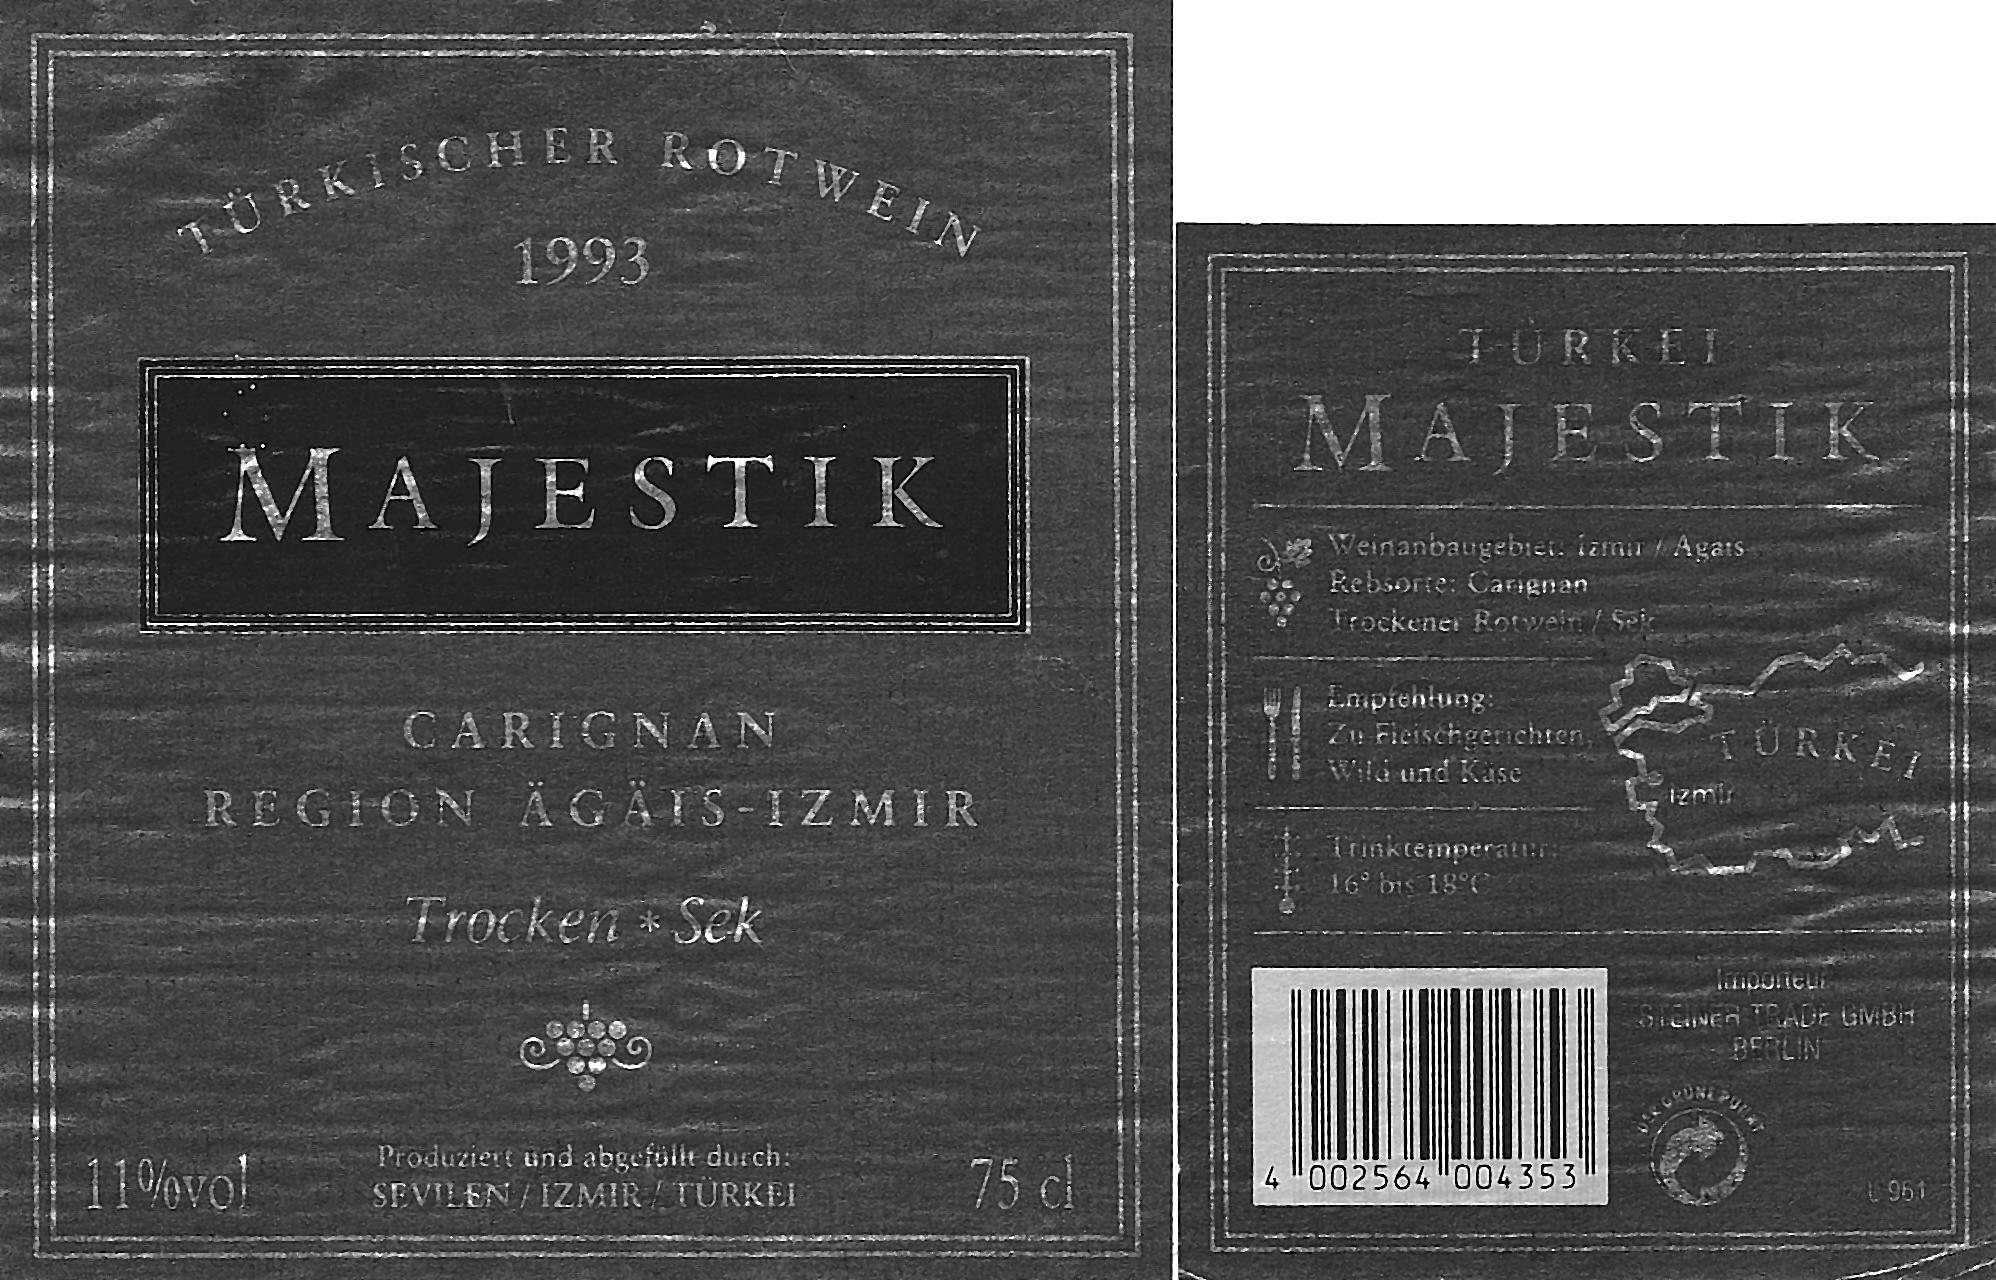 TÜRKISCHER ROTWEIN
1993
MAJESTIK
CARIGNAN
REGION ÄGÄIS-IZMIR
Trocken * Sek
11%vol
Produziert und abgefüllt durch:
SEVILEN / IZMIR / TÜRKEI
75 cl
TÜRKEI
MAJESTIK
Weinanbaugebiet: Izmir / Ägäis
Rebsorte: Carignan
Trockener Rotwein / Sek
Empfehlung:
Zu Fleischgerichten,
Wild und Käse
TÜRKEI
izmir
Trinktemperatur:
16° bis 18°C
Importeur
STEINER TRADE GMBH
BERLIN
DER GRÜNE PUNKT
4 002564 004353
L 961